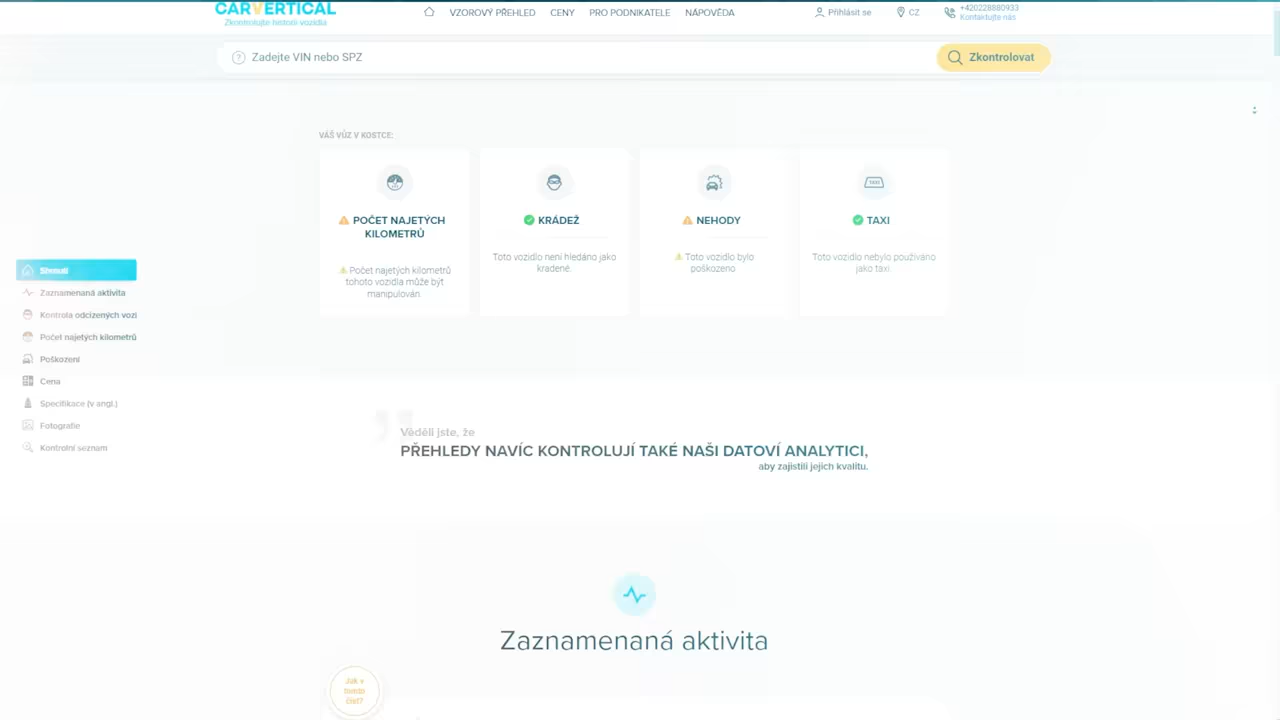 CARVERTICAL
Zkontrolujte historii vozidla
VZOROVÝ PŘEHLED
CENY
PRO PODNIKATELE
NÁPOVĚDA
Přihlásit se
CZ
+420228880933
Kontaktujte nás
Zadejte VIN nebo SPZ
Zkontrolovat
VÁŠ VŮZ V KOSTCE:
POČET NAJETÝCH
KILOMETRŮ
Počet najetých kilometrů
tohoto vozidla může být
manipulován.
KRÁDEŽ
Toto vozidlo není hledáno jako
kradené.
NEHODY
Toto vozidlo bylo
poškozeno
TAXI
TAXI
Toto vozidlo nebylo používáno
jako taxi.
Shrnutí
Zaznamenaná aktivita
Kontrola odcizených vozi
Počet najetých kilometrů
Poškození
Cena
Specifikace (v angl.)
Fotografie
Kontrolní seznam
Věděli jste, že
PŘEHLEDY NAVÍC KONTROLUJÍ TAKÉ NAŠI DATOVÍ ANALYTICI,
aby zajistili jejich kvalitu.
Zaznamenaná aktivita
Jak v
tomto
číst?